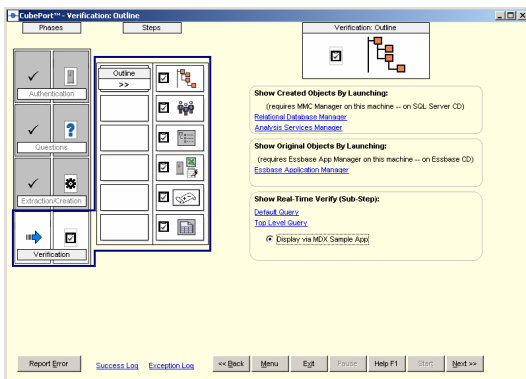 CubePort™ - Verification: Outline
Phases
Steps
Verification: Outline
Outline
>>
Authentication
Questions
Extraction/Creation
Verification
Show Created Objects By Launching:
(requires MMC Manager on this machine -- on SQL Server CD)
Relational Database Manager
Analysis Services Manager
Show Original Objects By Launching:
(requires Essbase App Manager on this machine -- on Essbase CD)
Essbase Application Manager
Show Real-Time Verify (Sub-Step):
Default Query
Top Level Query
Display via MDX Sample App
Report Error
Success Log
Exception Log
<< Back
Menu
Exit
Pause
Help F1
Start
Next >>